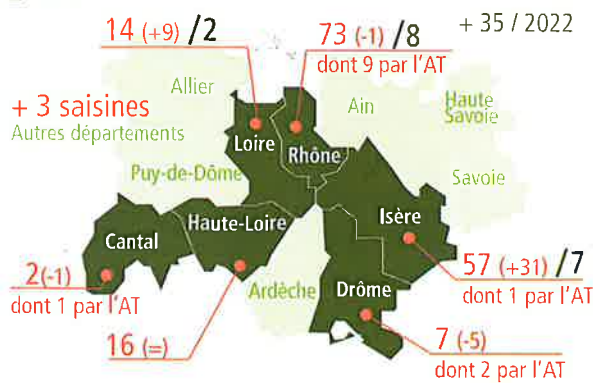 14 (+9) /2
73 (-1) /8
dont 9 par l'AT
+ 35 / 2022
Allier
Ain
Haute
Savoie
+ 3 saisines
Autres départements
Loire
Rhône
Puy-de-Dôme
Savoie
Isère
Haute-Loire
Cantal
2 (-1)
dont 1 par l'AT
57 (+31) /7
dont 1 par l'AT
Ardèche
Drôme
16 (=)
7 (-5)
dont 2 par l'AT